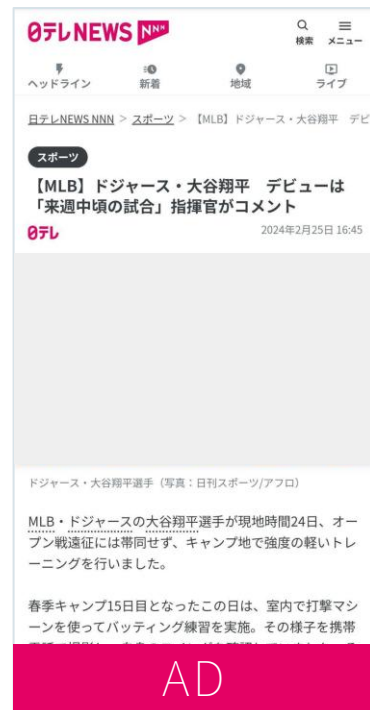 日テレNEWS NNN
検索 メニュー
ヘッドライン 新着 地域 ライブ
日テレNEWS NNN > スポーツ > 【MLB】ドジャース・大谷翔平 デビ
スポーツ
【MLB】ドジャース・大谷翔平 デビューは
「来週中頃の試合」指揮官がコメント
日テレ 2024年2月25日 16:45
ドジャース・大谷翔平選手（写真：日刊スポーツ/アフロ）
MLB・ドジャースの大谷翔平選手が現地時間24日、オー
プン戦遠征には帯同せず、キャンプ地で強度の軽いトレ
ーニングを行いました。
春季キャンプ15日目となったこの日は、室内で打撃マシ
ーンを使ってバッティング練習を実施。その様子を携帯
AD